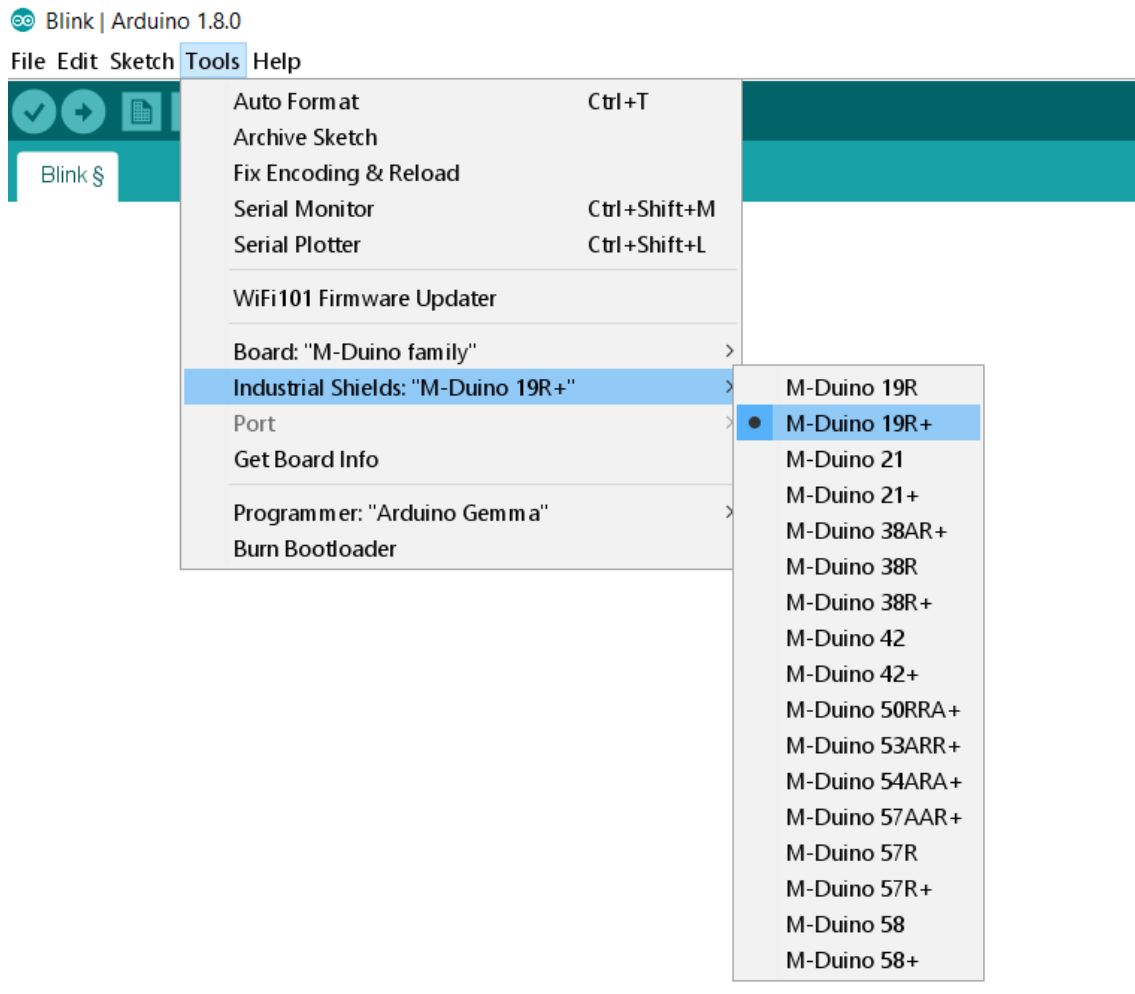 Blink | Arduino 1.8.0
File Edit Sketch Tools Help
Blink §
Auto Format Ctrl+T
Archive Sketch
Fix Encoding & Reload
Serial Monitor Ctrl+Shift+M
Serial Plotter Ctrl+Shift+L
WiFi101 Firmware Updater
Board: "M-Duino family"
Industrial Shields: "M-Duino 19R+"
Port
Get Board Info
Programmer: "Arduino Gemma"
Burn Bootloader
M-Duino 19R
M-Duino 19R+
M-Duino 21
M-Duino 21+
M-Duino 38AR+
M-Duino 38R
M-Duino 38R+
M-Duino 42
M-Duino 42+
M-Duino 50RRA+
M-Duino 53ARR+
M-Duino 54ARA+
M-Duino 57AAR+
M-Duino 57R
M-Duino 57R+
M-Duino 58
M-Duino 58+